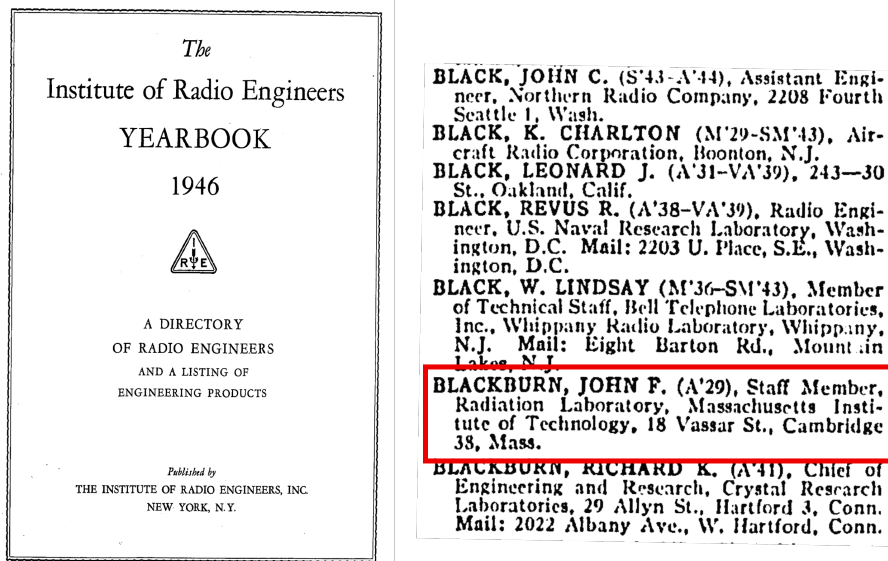 The
Institute of Radio Engineers
YEARBOOK
1946
I
R E
A DIRECTORY
OF RADIO ENGINEERS
AND A LISTING OF
ENGINEERING PRODUCTS
Published by
THE INSTITUTE OF RADIO ENGINEERS, INC.
NEW YORK, N.Y.
BLACK, JOHN C. (S'43-A'44), Assistant Engi-
neer, Northern Radio Company, 2208 Fourth
Seattle 1, Wash.
BLACK, K. CHARLTON (M'29-SM'43), Air-
craft Radio Corporation, Boonton, N.J.
BLACK, LEONARD J. (A'31-VA'39), 243—30
St., Oakland, Calif.
BLACK, REVUS R. (A'38-VA'39), Radio Engi-
neer, U.S. Naval Research Laboratory, Wash-
ington, D.C. Mail: 2203 U. Place, S.E., Wash-
ington, D.C.
BLACK, W. LINDSAY (M'36-SM'43), Member
of Technical Staff, Bell Telephone Laboratories,
Inc., Whippany Radio Laboratory, Whippany,
N.J. Mail: Eight Barton Rd., Mountain
Lakes, N.J.
BLACKBURN, JOHN F. (A'29), Staff Member,
Radiation Laboratory, Massachusetts Insti-
tute of Technology, 18 Vassar St., Cambridge
38, Mass.
BLACKBURN, RICHARD K. (A'41), Chief of
Engineering and Research, Crystal Research
Laboratories, 29 Allyn St., Hartford 3, Conn.
Mail: 2022 Albany Ave., W. Hartford, Conn.